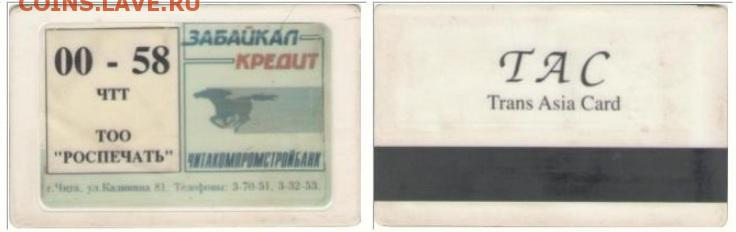 COINS.LAVE.RU
00 - 58
ЧТТ
ТОО
"РОСПЕЧАТЬ"
ЗАБАЙКАЛ-
КРЕДИТ
ЧИТАКОМПРОМСТРОЙБАНК
г.Чита, ул.Калинина 81. Телефоны: 3-70-51, 3-32-53.
TAC
Trans Asia Card